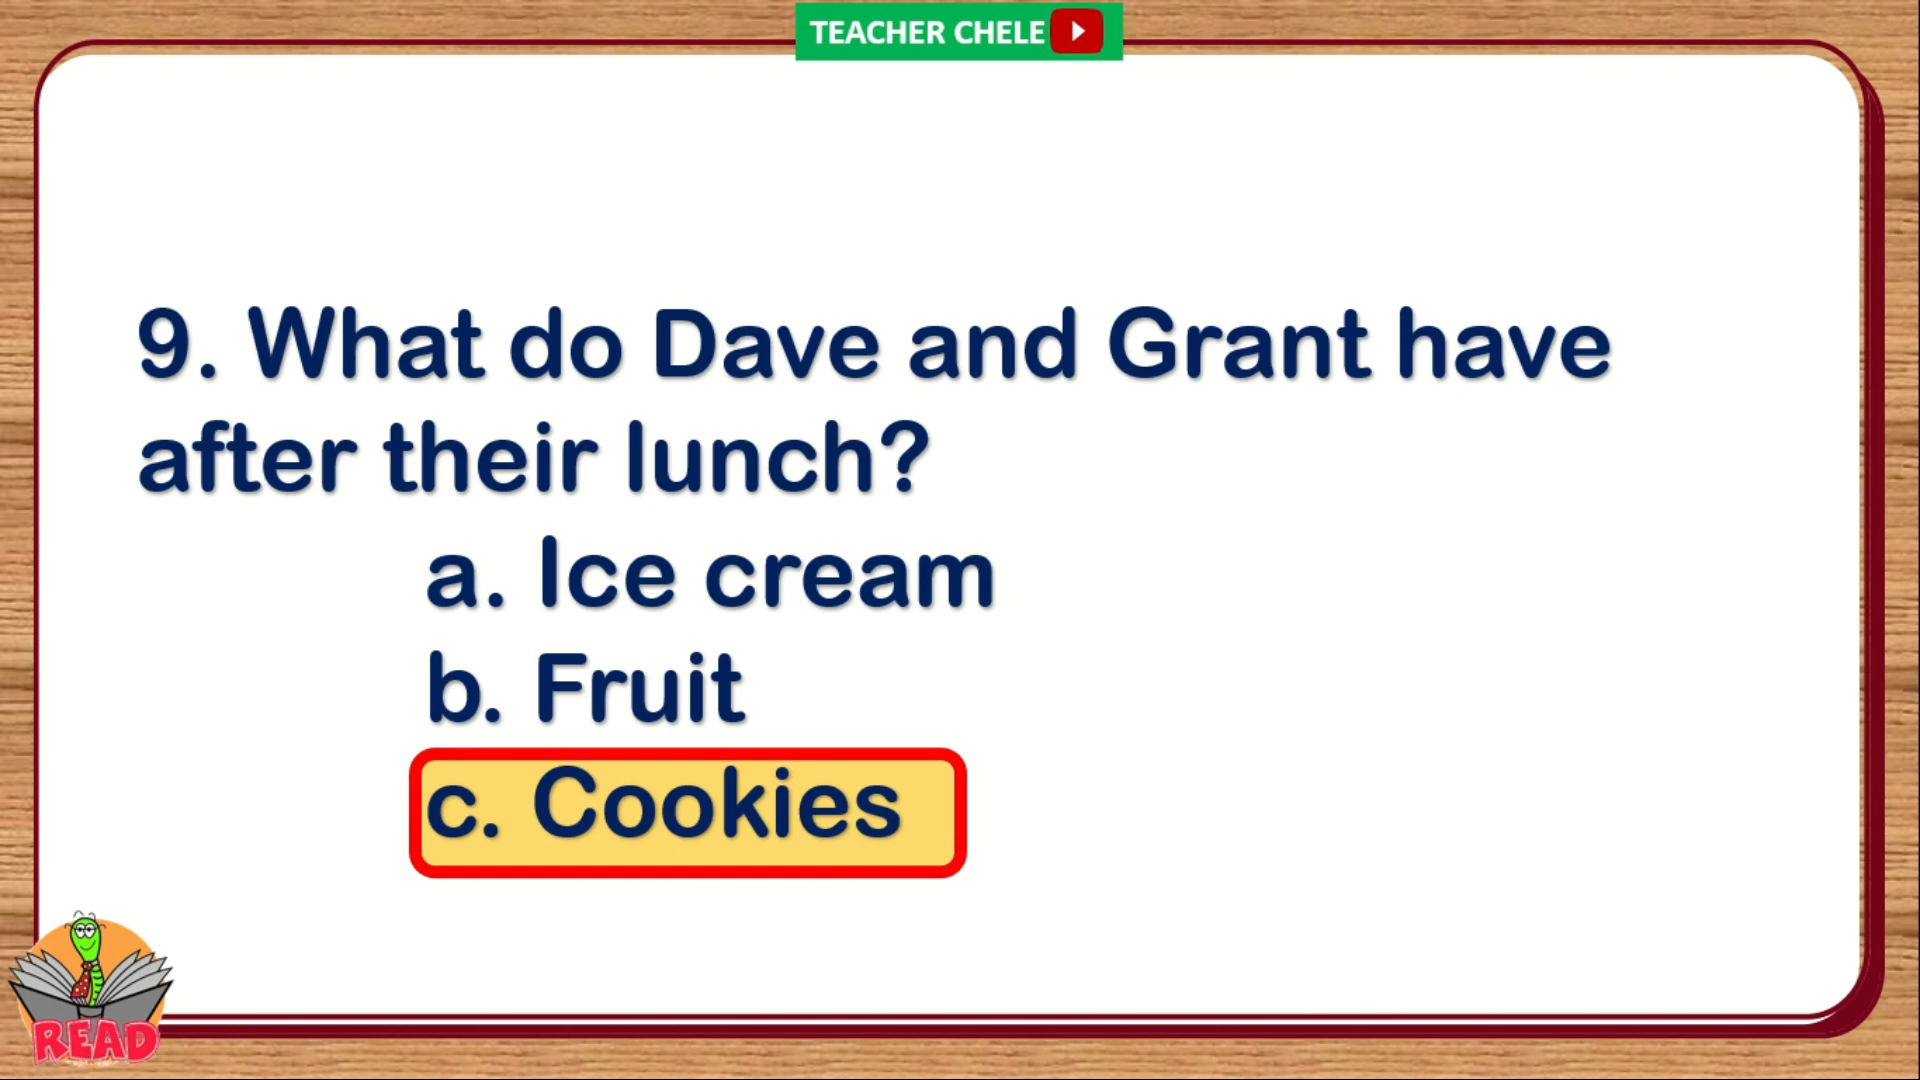 TEACHER CHELE
9. What do Dave and Grant have
after their lunch?
a. Ice cream
b. Fruit
c. Cookies
READ